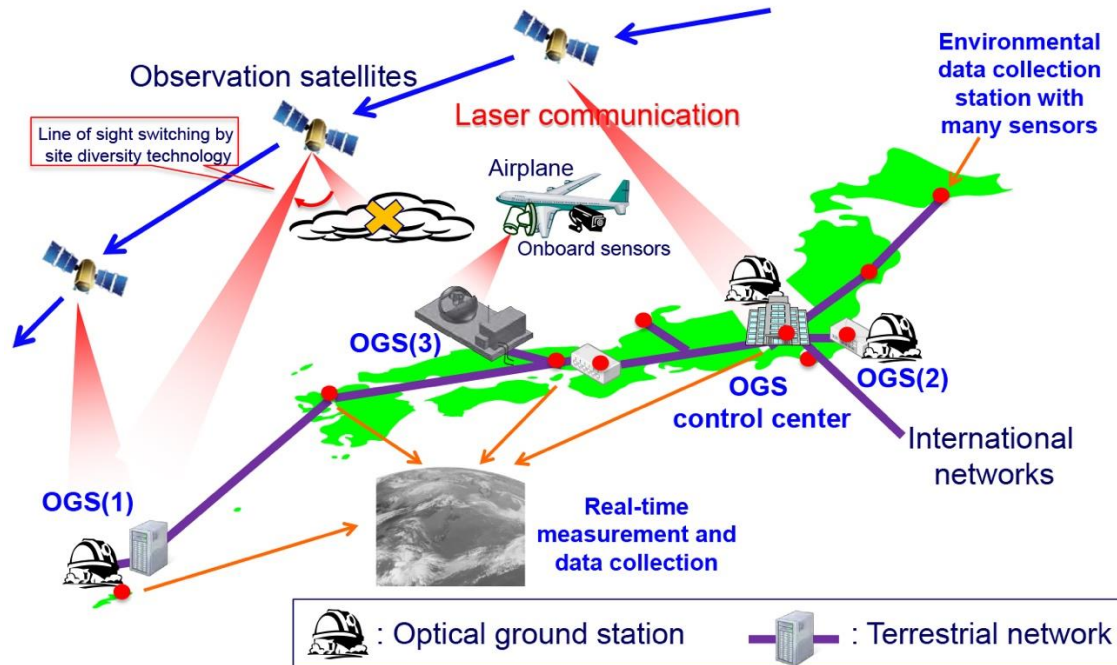 Observation satellites
Line of sight switching by
site diversity technology
Laser communication
Environmental
data collection
station with
many sensors
Airplane
Onboard sensors
OGS(3)
OGS
control center
OGS(2)
International
networks
OGS(1)
Real-time
measurement and
data collection
: Optical ground station
: Terrestrial network